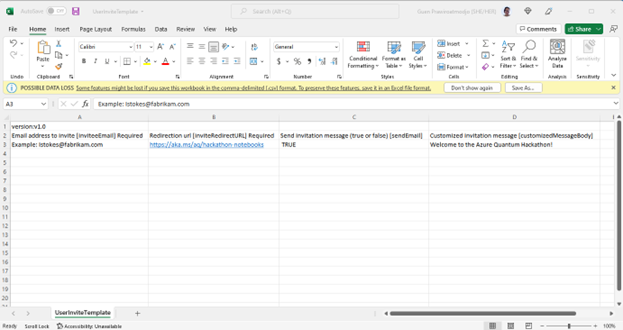 AutoSave Off UserInviteTemplate Search (Alt+Q)
File Home Insert Draw Page Layout Formulas Data Review View Help Comments Share
Calibri 11 General Insert
Paste Conditional Formatting Format as Table Cell Styles Delete Sort & Filter Find & Select Analyze Data Sensitivity
Format
Undo Clipboard Font Alignment Number Styles Cells Editing Analysis Sensitivity
POSSIBLE DATA LOSS Some features might be lost if you save this workbook in the comma-delimited (.csv) format. To preserve these features, save it in an Excel file format. Don't show again Save As...
A3 fx Example: lstokes@fabrikam.com
A B C D
1 version:v1.0
2 Email address to invite [inviteeEmail] Required Redirection url [inviteRedirectURL] Required Send invitation message (true or false) [sendEmail] Customized invitation message [customizedMessageBody]
3 Example: lstokes@fabrikam.com https://aka.ms/aq/hackathon-notebooks TRUE Welcome to the Azure Quantum Hackathon!
4
5
6
7
8
9
10
11
12
13
14
15
16
17
18
19
20
UserInviteTemplate
Ready Scroll Lock Accessibility: Unavailable 100%